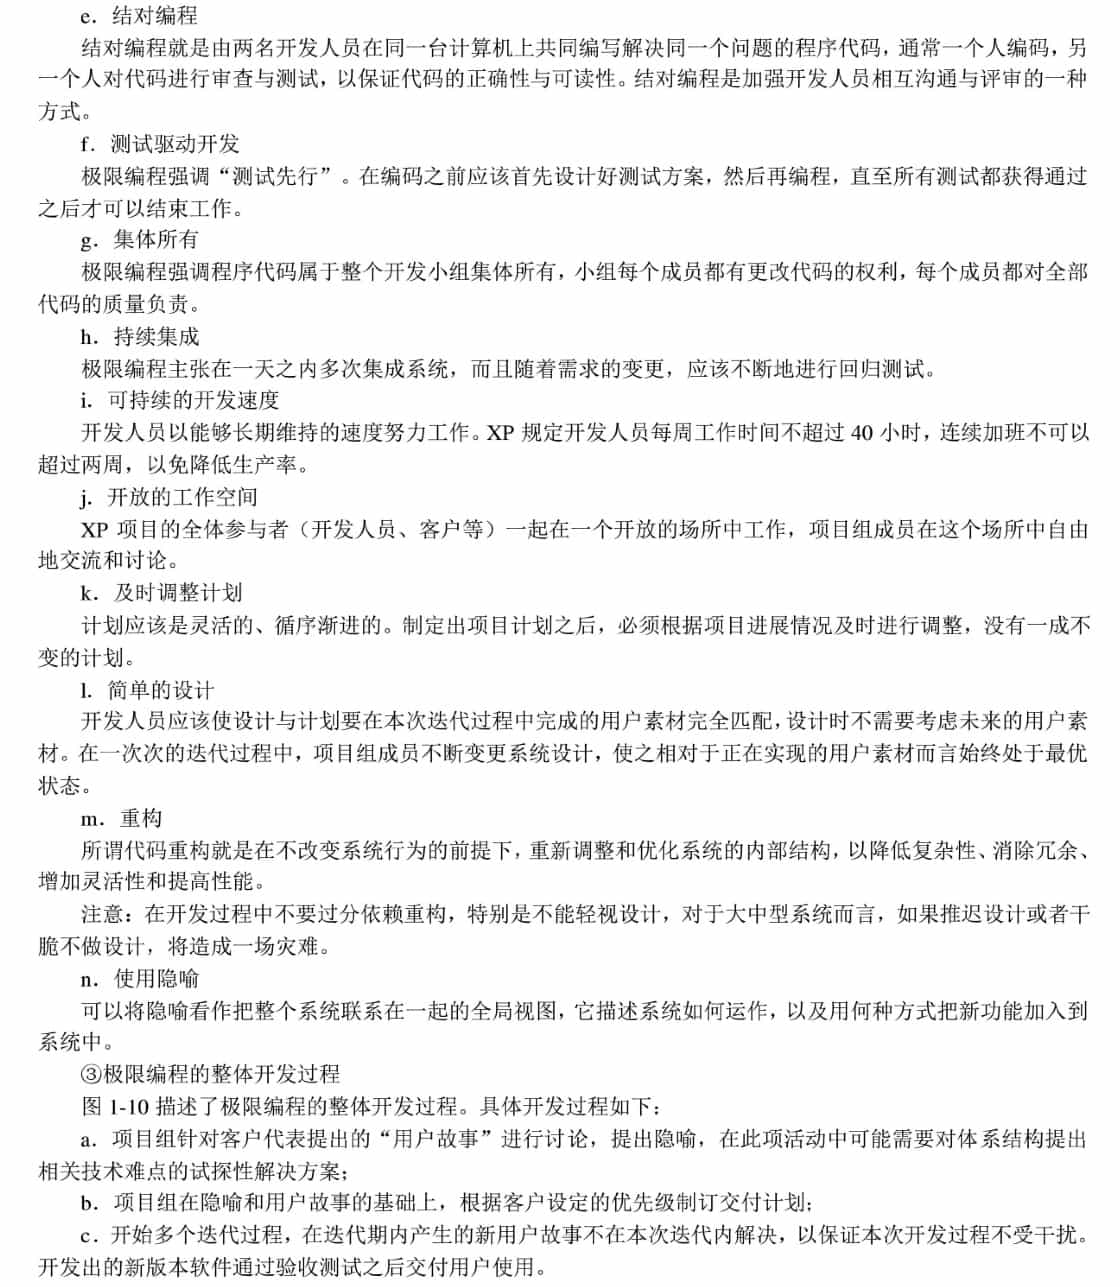 e．结对编程
结对编程就是由两名开发人员在同一台计算机上共同编写解决同一个问题的程序代码，通常一个人编码，另
一个人对代码进行审查与测试，以保证代码的正确性与可读性。结对编程是加强开发人员相互沟通与评审的一种
方式。
f．测试驱动开发
极限编程强调“测试先行”。在编码之前应该首先设计好测试方案，然后再编程，直至所有测试都获得通过
之后才可以结束工作。
g．集体所有
极限编程强调程序代码属于整个开发小组集体所有，小组每个成员都有更改代码的权利，每个成员都对全部
代码的质量负责。
h．持续集成
极限编程主张在一天之内多次集成系统，而且随着需求的变更，应该不断地进行回归测试。
i．可持续的开发速度
开发人员以能够长期维持的速度努力工作。XP 规定开发人员每周工作时间不超过 40 小时，连续加班不可以
超过两周，以免降低生产率。
j．开放的工作空间
XP 项目的全体参与者（开发人员、客户等）一起在一个开放的场所中工作，项目组成员在这个场所中自由
地交流和讨论。
k．及时调整计划
计划应该是灵活的、循序渐进的。制定出项目计划之后，必须根据项目进展情况及时进行调整，没有一成不
变的计划。
l．简单的设计
开发人员应该使设计与计划要在本次迭代过程中完成的用户素材完全匹配，设计时不需要考虑未来的用户素
材。在一次次的迭代过程中，项目组成员不断变更系统设计，使之相对于正在实现的用户素材而言始终处于最优
状态。
m．重构
所谓代码重构就是在不改变系统行为的前提下，重新调整和优化系统的内部结构，以降低复杂性、消除冗余、
增加灵活性和提高性能。
注意：在开发过程中不要过分依赖重构，特别是不能轻视设计，对于大中型系统而言，如果推迟设计或者干
脆不做设计，将造成一场灾难。
n．使用隐喻
可以将隐喻看作把整个系统联系在一起的全局视图，它描述系统如何运作，以及用何种方式把新功能加入到
系统中。
③极限编程的整体开发过程
图 1-10 描述了极限编程的整体开发过程。具体开发过程如下：
a．项目组针对客户代表提出的“用户故事”进行讨论，提出隐喻，在此项活动中可能需要对体系结构提出
相关技术难点的试探性解决方案；
b．项目组在隐喻和用户故事的基础上，根据客户设定的优先级制订交付计划；
c．开始多个迭代过程，在迭代期内产生的新用户故事不在本次迭代内解决，以保证本次开发过程不受干扰。
开发出的新版本软件通过验收测试之后交付用户使用。